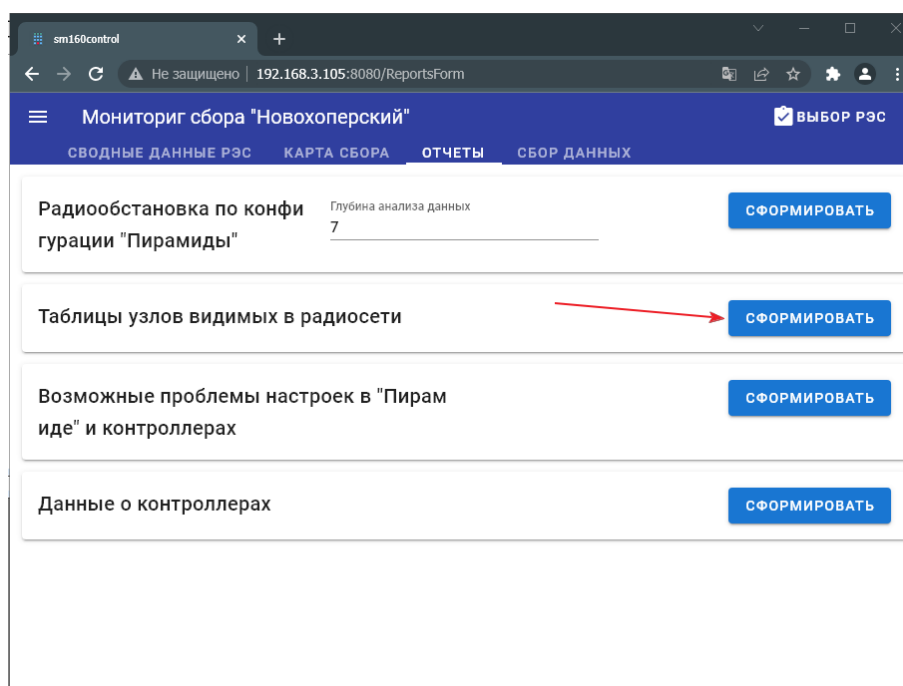 sm160control
Не защищено | 192.168.3.105:8080/ReportsForm
Мониториг сбора "Новохоперский"
ВЫБОР РЭС
СВОДНЫЕ ДАННЫЕ РЭС КАРТА СБОРА ОТЧЕТЫ СБОР ДАННЫХ
Радиообстановка по конфи
гурации "Пирамиды"
Глубина анализа данных
7
СФОРМИРОВАТЬ
Таблицы узлов видимых в радиосети
СФОРМИРОВАТЬ
Возможные проблемы настроек в "Пирам
иде" и контроллерах
СФОРМИРОВАТЬ
Данные о контроллерах
СФОРМИРОВАТЬ